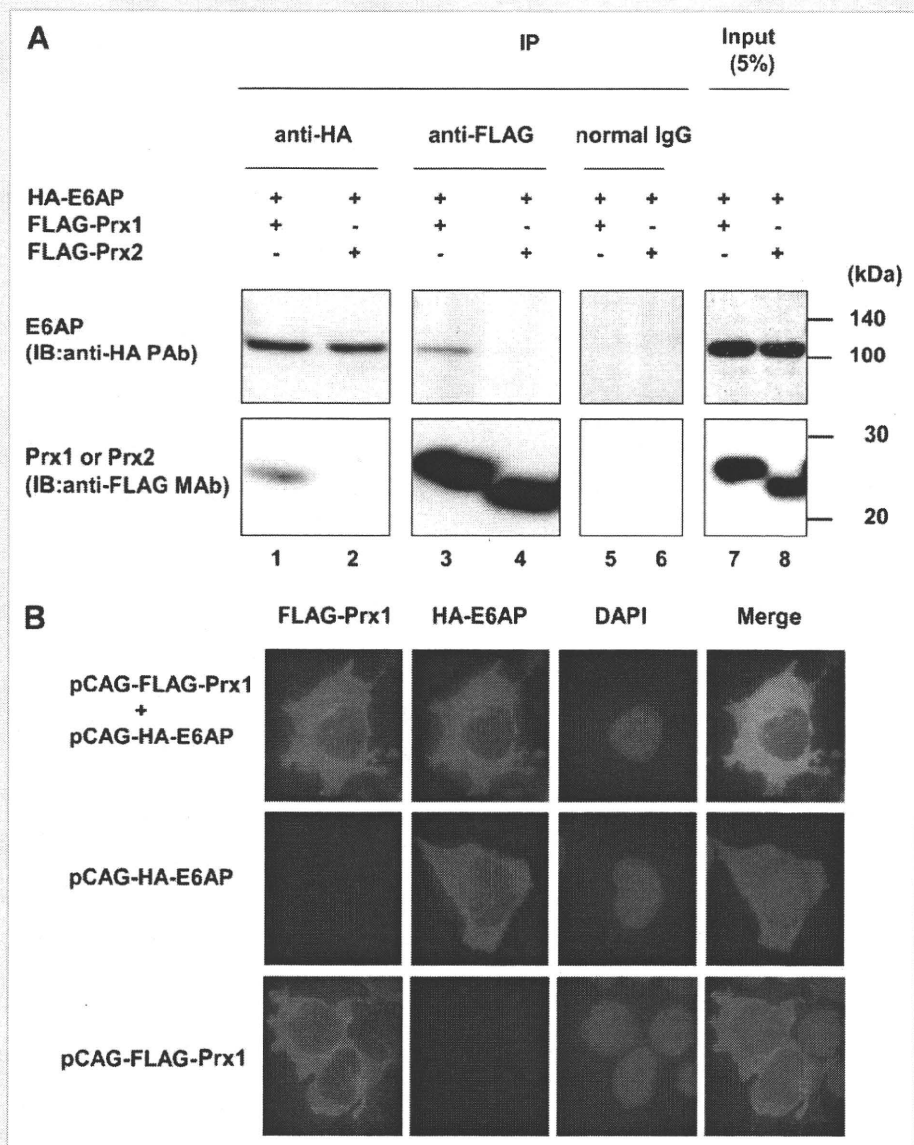 A
IP
Input
(5%)
anti-HA anti-FLAG normal IgG
HA-E6AP + + + + + + + +
FLAG-Prx1 + - + - + - + -
FLAG-Prx2 - + - + - + - +
(kDa)
E6AP
(IB:anti-HA PAb)
140
100
Prx1 or Prx2
(IB:anti-FLAG MAb)
30
20
1 2 3 4 5 6 7 8
B
FLAG-Prx1 HA-E6AP DAPI Merge
pCAG-FLAG-Prx1
+
pCAG-HA-E6AP
pCAG-HA-E6AP
pCAG-FLAG-Prx1